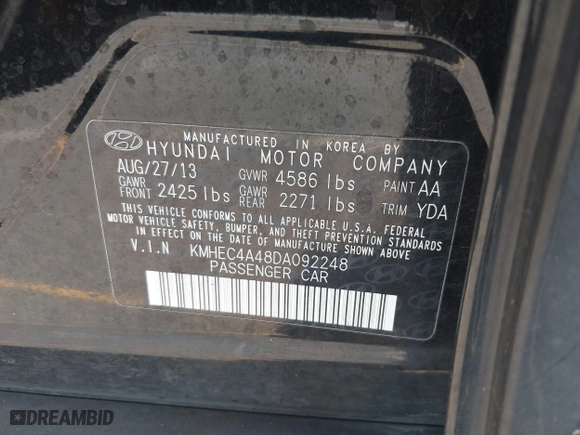 MANUFACTURED IN KOREA BY
HYUNDAI MOTOR COMPANY
AUG/27/13 GVWR 4586 lbs PAINT AA
GAWR FRONT 2425 lbs GAWR REAR 2271 lbs TRIM YDA
THIS VEHICLE CONFORMS TO ALL APPLICABLE U.S.A. FEDERAL
MOTOR VEHICLE SAFETY, BUMPER, AND THEFT PREVENTION STANDARDS
IN EFFECT ON THE DATE OF MANUFACTURE SHOWN ABOVE.
V.I.N KMHEC4A48DA092248
PASSENGER CAR
DREAMBID